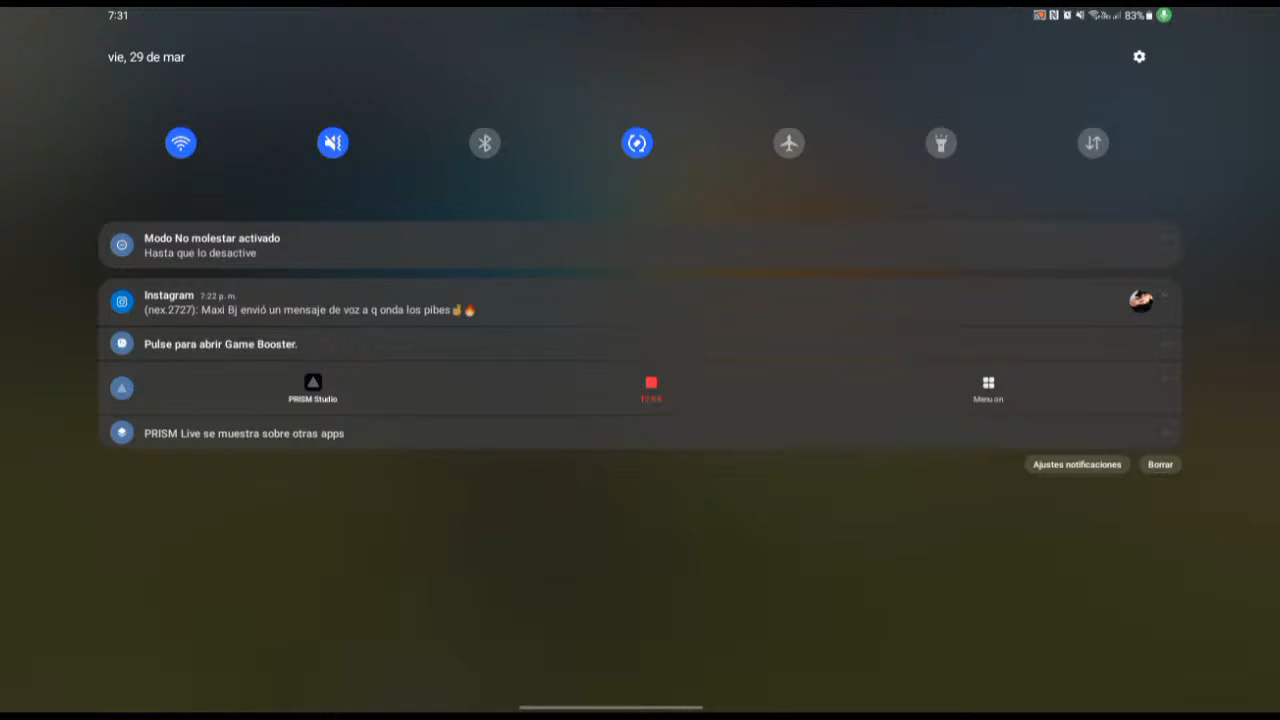 7:31
83%
vie, 29 de mar
Modo No molestar activado
Hasta que lo desactive
Instagram 7:22 p. m.
(nex.2727): Maxi Bj envió un mensaje de voz a q onda los pibes✌🔥
Pulse para abrir Game Booster.
PRISM Studio
Menu on
PRISM Live se muestra sobre otras apps
Ajustes notificaciones
Borrar